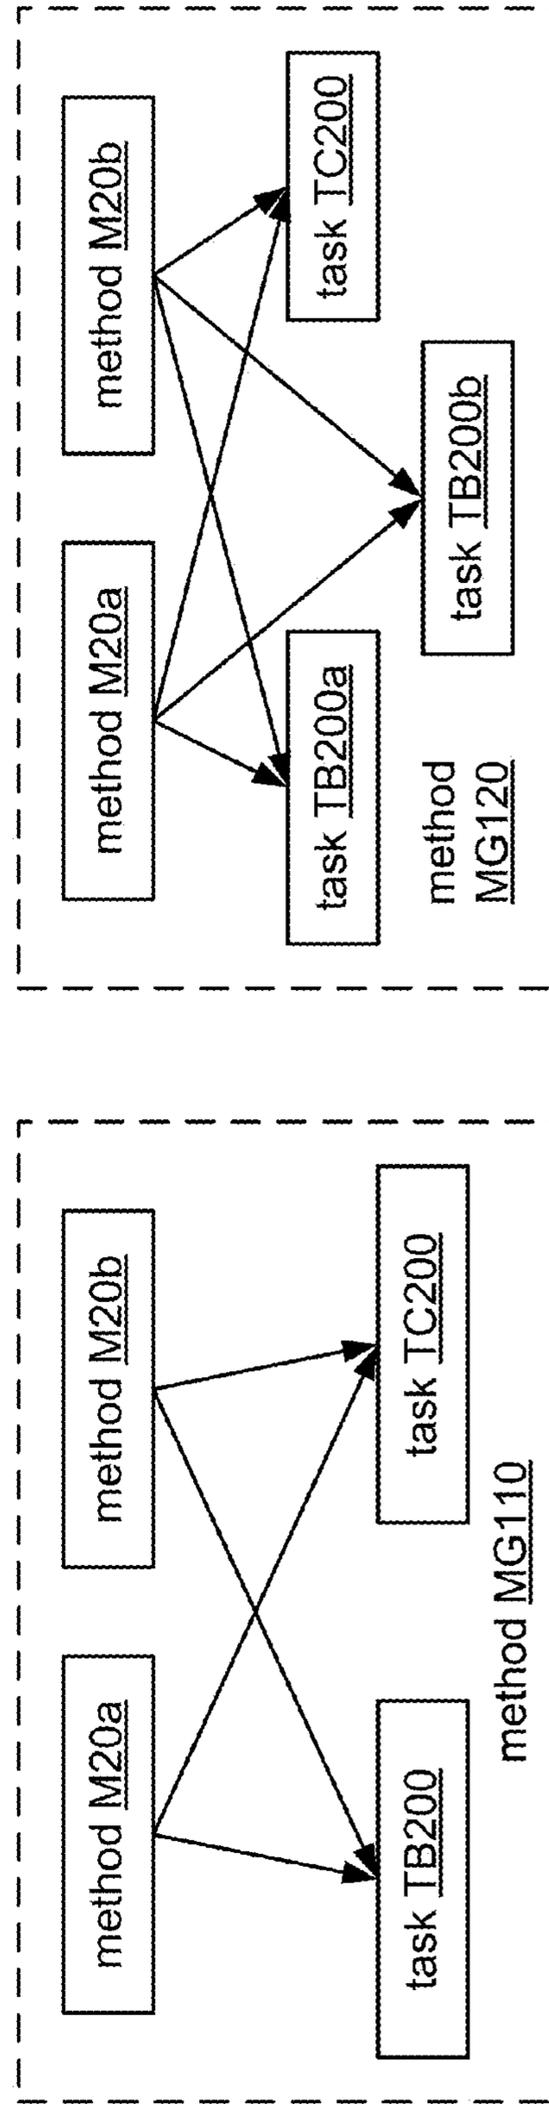 method M20a
method M20b
task TB200
task TC200
method MG110
method M20a
method M20b
task TB200a
task TC200
task TB200b
method
MG120